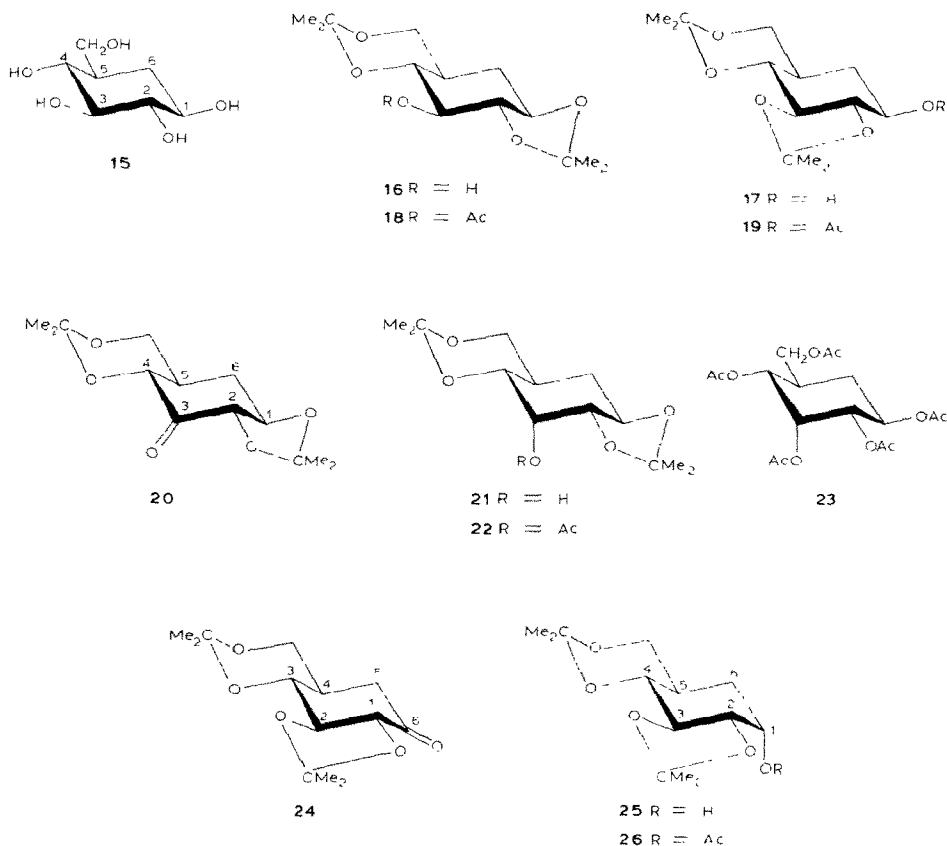 CH₂OH
4
6
HO
5
HO
3
2
1
OH
OH
15
Me₂C
O
O
RO
O
O
CMe₂
16 R = H
18 R = Ac
Me₂C
O
O
O
O
OR
CMe₂
17 R = H
19 R = Ac
Me₂C
O
O
4
5
6
3
2
1
O
O
CMe₂
O
20
Me₂C
O
O
RO
O
O
CMe₂
21 R = H
22 R = Ac
CH₂OAc
AcO
AcO
OAc
OAc
23
Me₂C
O
O
3
4
5
2
1
6
O
O
O
CMe₂
24
Me₂C
O
O
4
5
6
3
2
1
O
O
OR
CMe₂
25 R = H
26 R = Ac